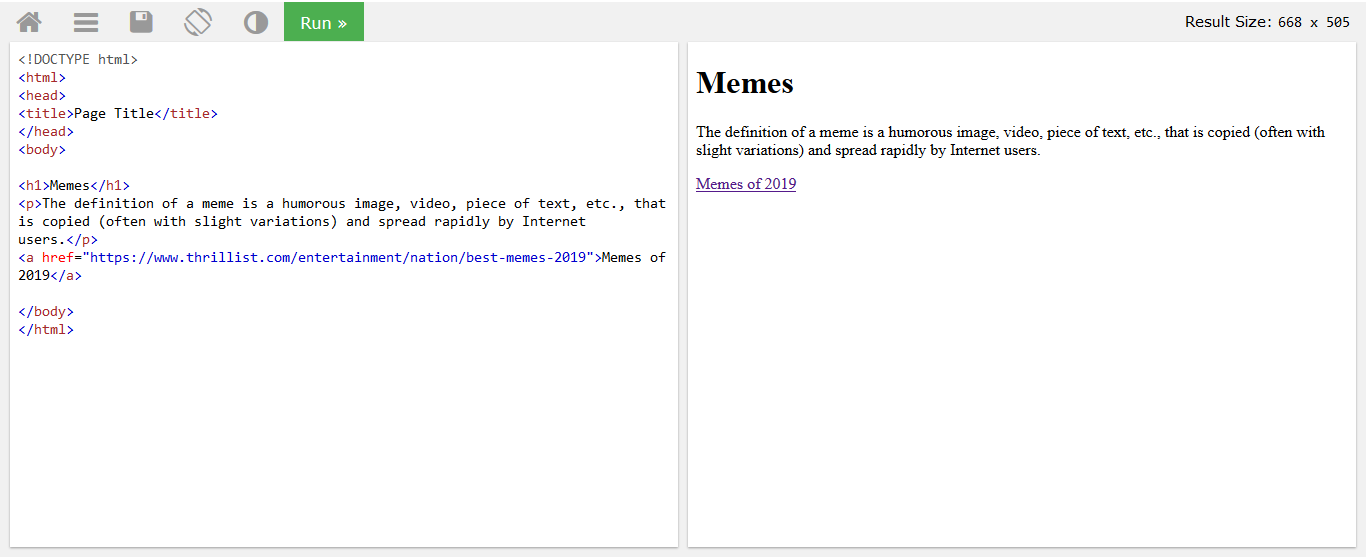 Run »
Result Size: 668 x 505
<!DOCTYPE html>
<html>
<head>
<title>Page Title</title>
</head>
<body>
<h1>Memes</h1>
<p>The definition of a meme is a humorous image, video, piece of text, etc., that
is copied (often with slight variations) and spread rapidly by Internet
users.</p>
<a href="https://www.thrillist.com/entertainment/nation/best-memes-2019">Memes of
2019</a>
</body>
</html>
Memes
The definition of a meme is a humorous image, video, piece of text, etc., that is copied (often with
slight variations) and spread rapidly by Internet users.
Memes of 2019